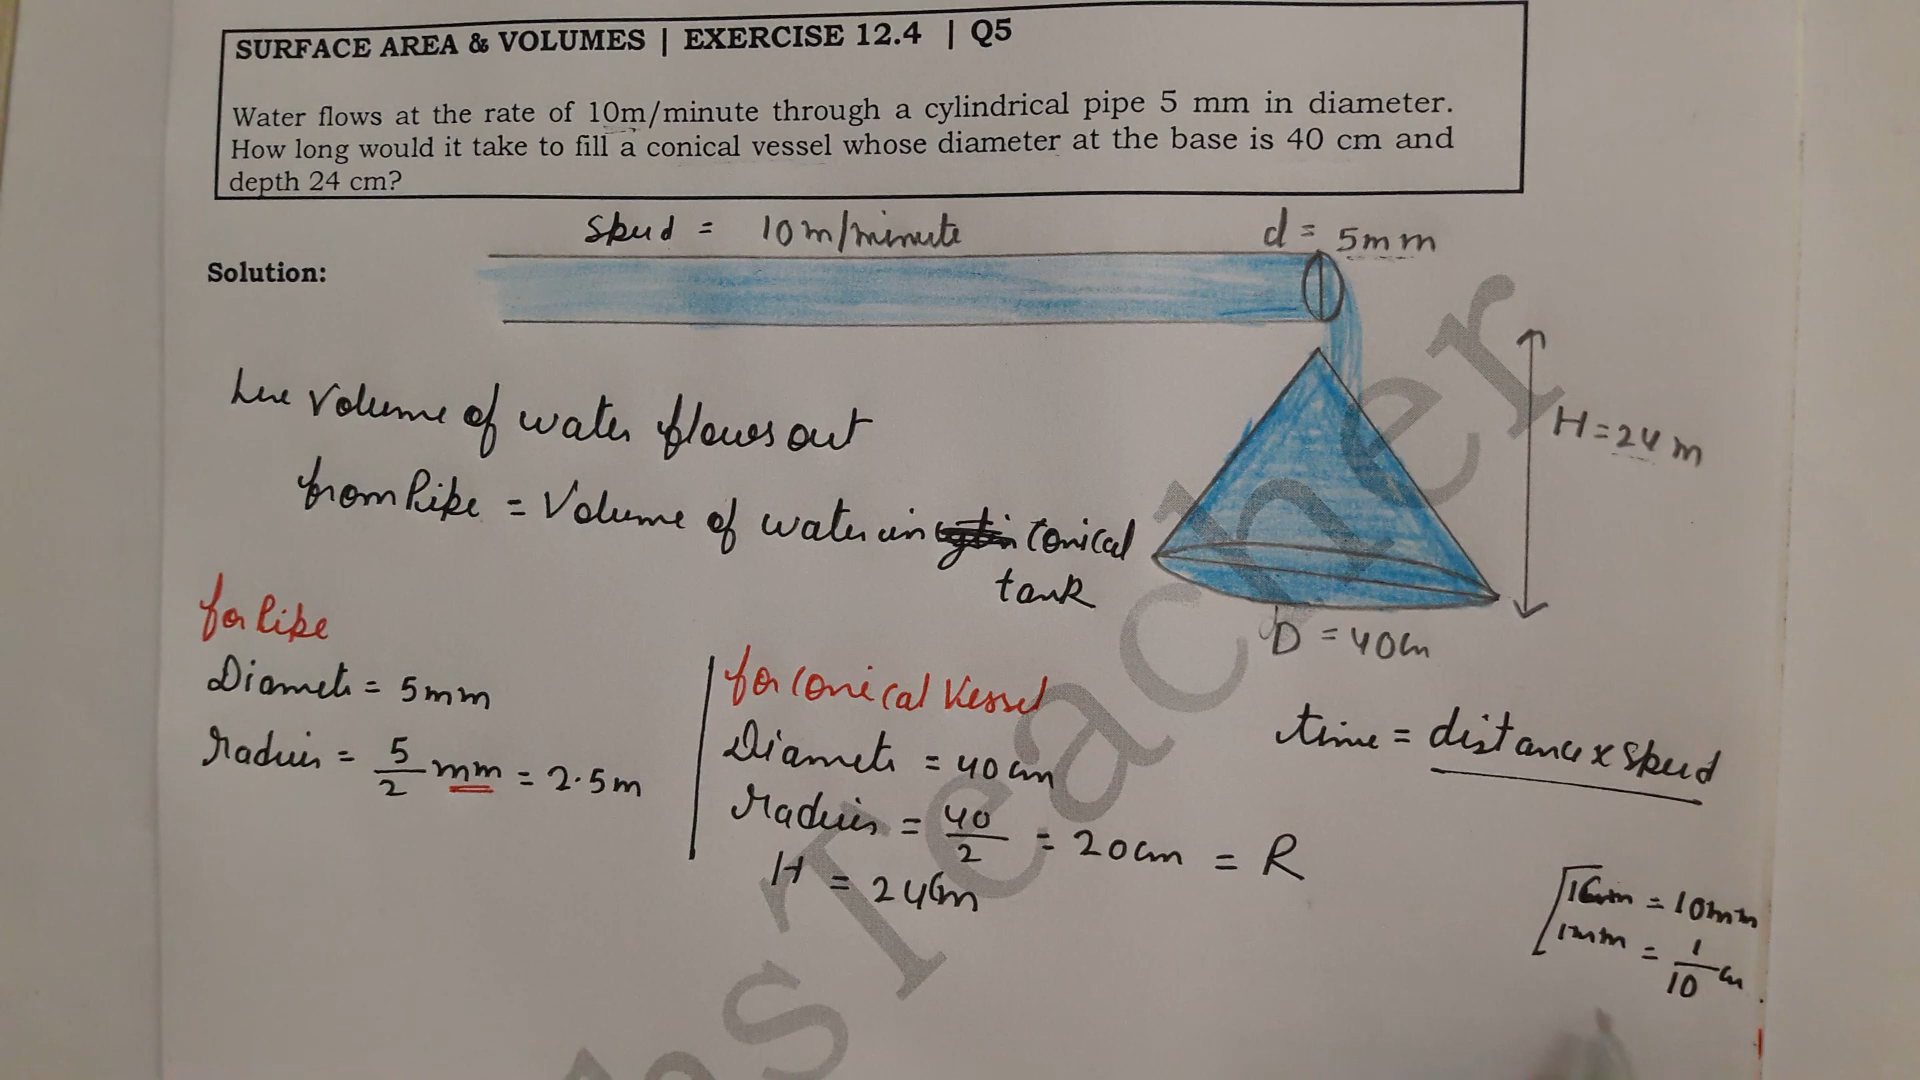 SURFACE AREA & VOLUMES | EXERCISE 12.4 | Q5
Water flows at the rate of 10m/minute through a cylindrical pipe 5 mm in diameter.
How long would it take to fill a conical vessel whose diameter at the base is 40 cm and
depth 24 cm?
Speed = 10m/minute
d = 5mm
Solution:
H = 24 m
here Volume of water flows out
from Pipe = Volume of water in Conical
tank
D = 40cm
for Pipe
Diameter = 5mm
radius = 5/2 mm = 2.5m
for Conical Vessel
Diameter = 40 cm
radius = 40/2 = 20cm = R
H = 24cm
time = distance x speed
1cm = 10mm
1mm = 1/10 cm
sTeacher